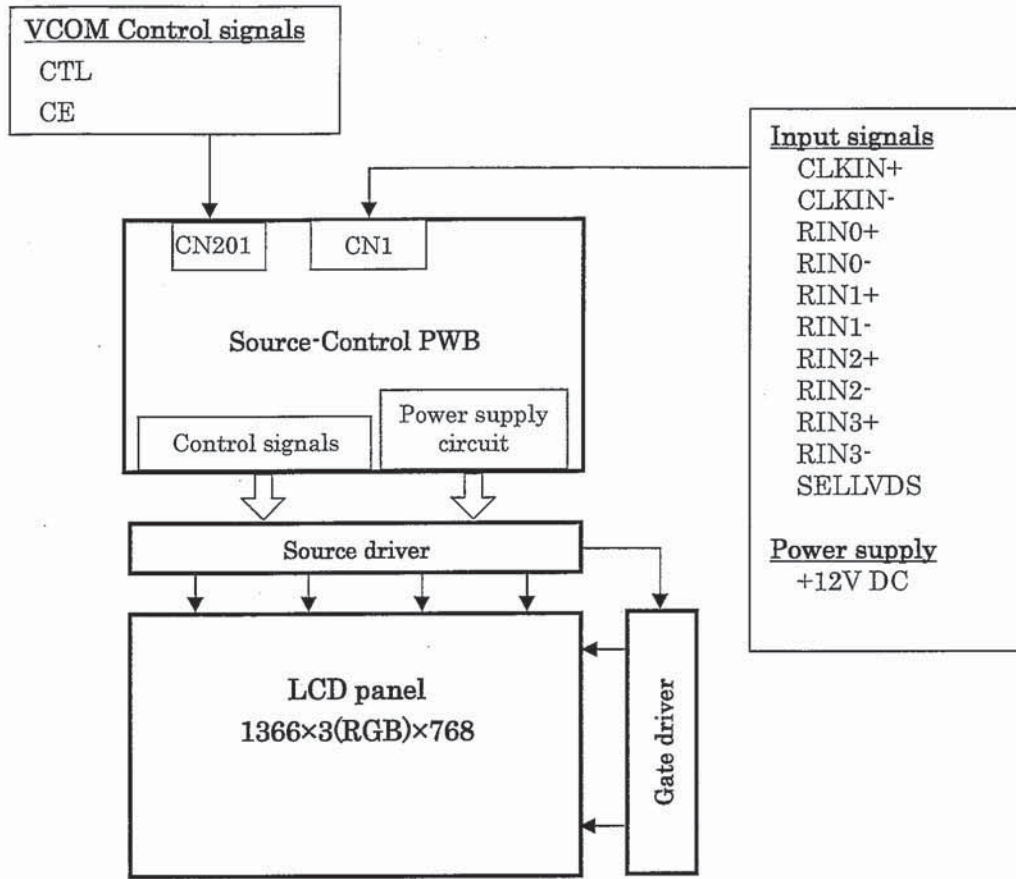 VCOM Control signals
CTL
CE
Input signals
CLKIN+
CLKIN-
RIN0+
RIN0-
RIN1+
RIN1-
RIN2+
RIN2-
RIN3+
RIN3-
SELLVDS
Power supply
+12V DC
CN201
CN1
Source-Control PWB
Control signals
Power supply
circuit
Source driver
LCD panel
1366×3(RGB)×768
Gate driver